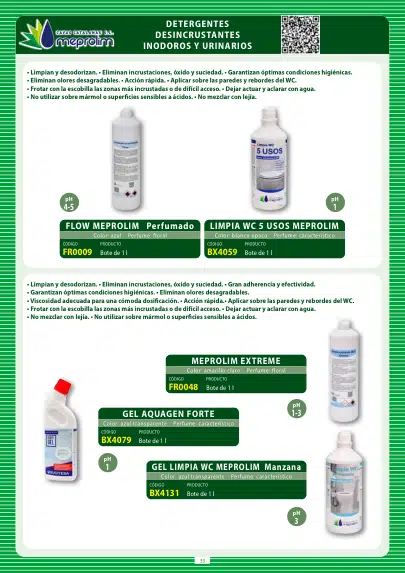 TAPAS CATALANAS S.L.
meprolim
DETERGENTES
DESINCRUSTANTES
INODOROS Y URINARIOS
• Limpian y desodorizan. • Eliminan incrustaciones, óxido y suciedad. • Garantizan óptimas condiciones higiénicas.
• Eliminan olores desagradables. • Acción rápida. • Aplicar sobre las paredes y rebordes del WC.
• Frotar con la escobilla las zonas más incrustadas o de difícil acceso. • Dejar actuar y aclarar con agua.
• No utilizar sobre mármol o superficies sensibles a ácidos. • No mezclar con lejía.
Limpia WC
5 USOS
pH
4-5
pH
1
FLOW MEPROLIM Perfumado
Color: azul Perfume: floral
CÓDIGO PRODUCTO
FR0009 Bote de 1 l
LIMPIA WC 5 USOS MEPROLIM
Color: blanco opaco Perfume: característico
CÓDIGO PRODUCTO
BX4059 Bote de 1 l
• Limpian y desodorizan. • Eliminan incrustaciones, óxido y suciedad. • Gran adherencia y efectividad.
• Garantizan óptimas condiciones higiénicas. • Eliminan olores desagradables.
• Viscosidad adecuada para una cómoda dosificación. • Acción rápida.• Aplicar sobre las paredes y rebordes del WC.
• Frotar con la escobilla las zonas más incrustadas o de difícil acceso. • Dejar actuar y aclarar con agua.
• No mezclar con lejía. • No utilizar sobre mármol o superficies sensibles a ácidos.
MEPROLIM EXTREME
Color: amarillo claro Perfume: floral
CÓDIGO PRODUCTO
FR0048 Bote de 1 l
pH
1-3
GEL AQUAGEN FORTE
Color: azul transparente Perfume: característico
CÓDIGO PRODUCTO
BX4079 Bote de 1 l
pH
1
GEL LIMPIA WC MEPROLIM Manzana
Color: azul transparente Perfume: característico
CÓDIGO PRODUCTO
BX4131 Bote de 1 l
pH
3